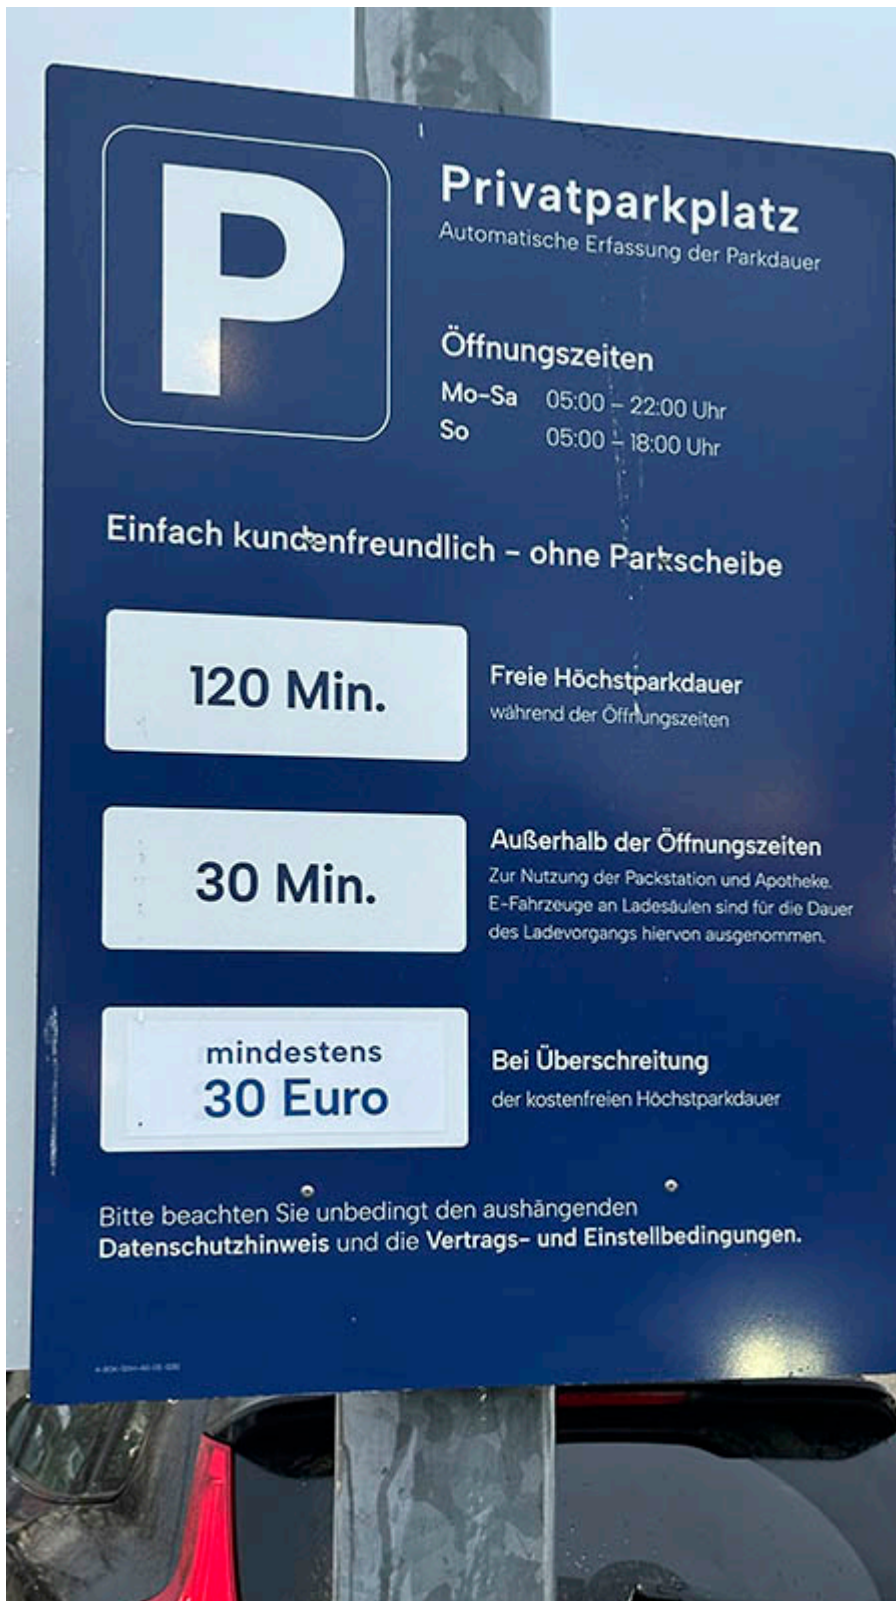 P
Privatparkplatz
Automatische Erfassung der Parkdauer
Öffnungszeiten
Mo-Sa 05:00 – 22:00 Uhr
So 05:00 – 18:00 Uhr
Einfach kundenfreundlich – ohne Parkscheibe
120 Min.
Freie Höchstparkdauer
während der Öffnungszeiten
30 Min.
Außerhalb der Öffnungszeiten
Zur Nutzung der Packstation und Apotheke.
E-Fahrzeuge an Ladesäulen sind für die Dauer
des Ladevorgangs hiervon ausgenommen.
mindestens
30 Euro
Bei Überschreitung
der kostenfreien Höchstparkdauer
Bitte beachten Sie unbedingt den aushängenden
Datenschutzhinweis und die Vertrags- und Einstellbedingungen.